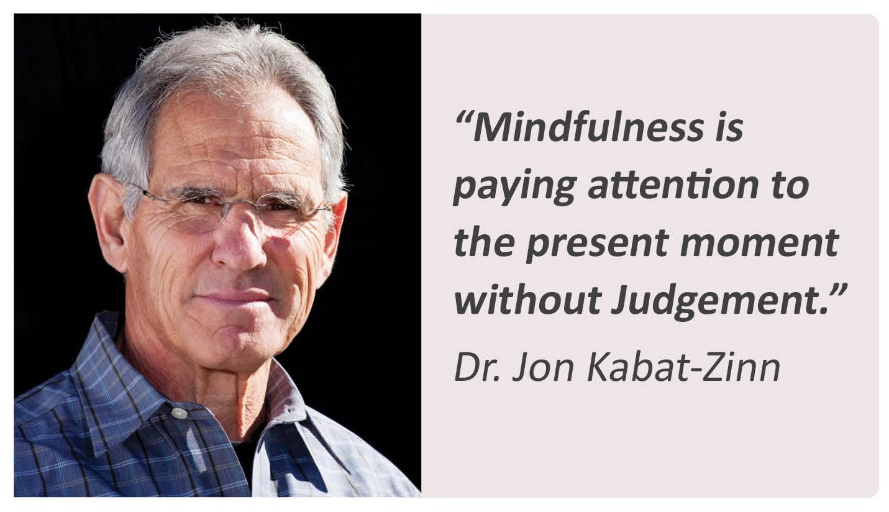 “Mindfulness is
paying attention to
the present moment
without Judgement.”
Dr. Jon Kabat-Zinn